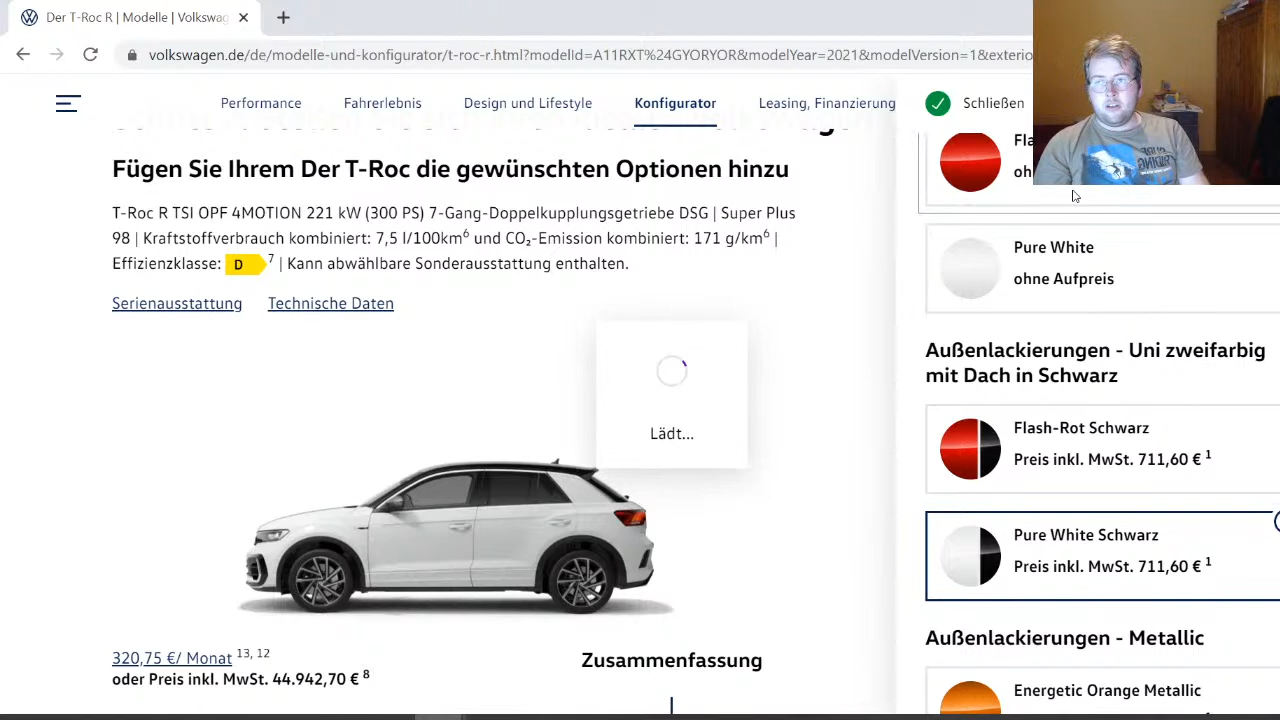 Der T-Roc R | Modelle | Volkswag
volkswagen.de/de/modelle-und-konfigurator/t-roc-r.html?modelId=A11RXT%24GYORYOR&modelYear=2021&modelVersion=1&exterio
Performance
Fahrerlebnis
Design und Lifestyle
Konfigurator
Leasing, Finanzierung
Schließen
Fügen Sie Ihrem Der T-Roc die gewünschten Optionen hinzu
T-Roc R TSI OPF 4MOTION 221 kW (300 PS) 7-Gang-Doppelkupplungsgetriebe DSG | Super Plus
98 | Kraftstoffverbrauch kombiniert: 7,5 l/100km⁶ und CO₂-Emission kombiniert: 171 g/km⁶ |
Effizienzklasse: D ⁷ | Kann abwählbare Sonderausstattung enthalten.
Serienausstattung
Technische Daten
Lädt...
320,75 €/ Monat ¹³, ¹²
oder Preis inkl. MwSt. 44.942,70 € ⁸
Zusammenfassung
Fla
oh
Pure White
ohne Aufpreis
Außenlackierungen - Uni zweifarbig
mit Dach in Schwarz
Flash-Rot Schwarz
Preis inkl. MwSt. 711,60 € ¹
Pure White Schwarz
Preis inkl. MwSt. 711,60 € ¹
Außenlackierungen - Metallic
Energetic Orange Metallic